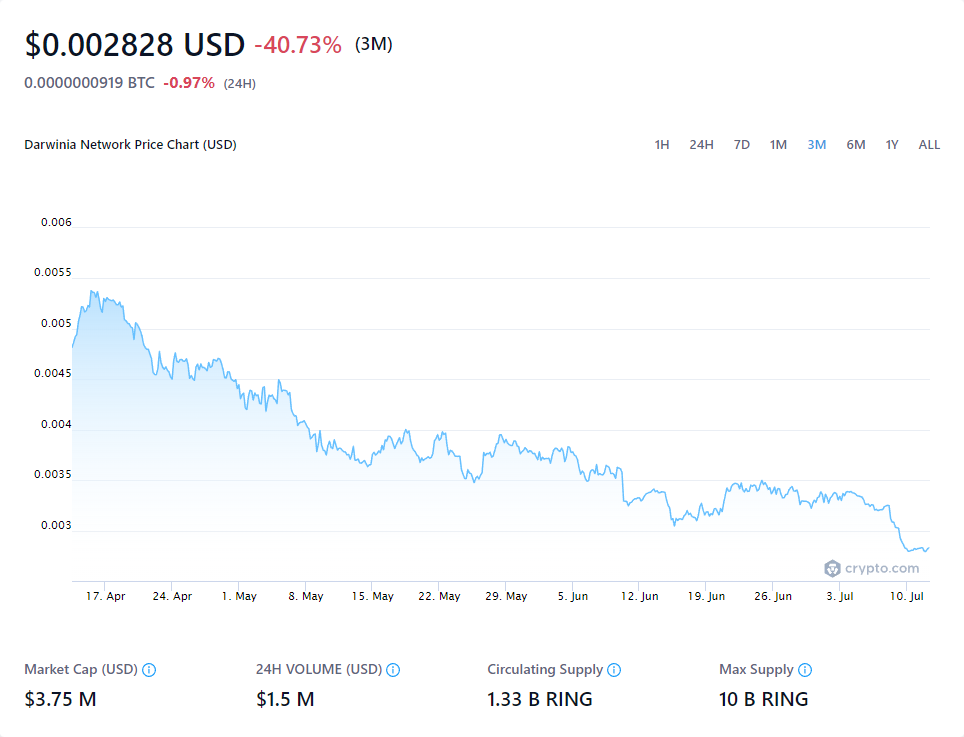 $0.002828 USD -40.73% (3M)
0.0000000919 BTC -0.97% (24H)
Darwinia Network Price Chart (USD) 1H 24H 7D 1M 3M 6M 1Y ALL
0.006
0.0055
0.005
0.0045
0.004
0.0035
0.003
crypto.com
17. Apr 24. Apr 1. May 8. May 15. May 22. May 29. May 5. Jun 12. Jun 19. Jun 26. Jun 3. Jul 10. Jul
Market Cap (USD) 24H VOLUME (USD) Circulating Supply Max Supply
$3.75 M $1.5 M 1.33 B RING 10 B RING